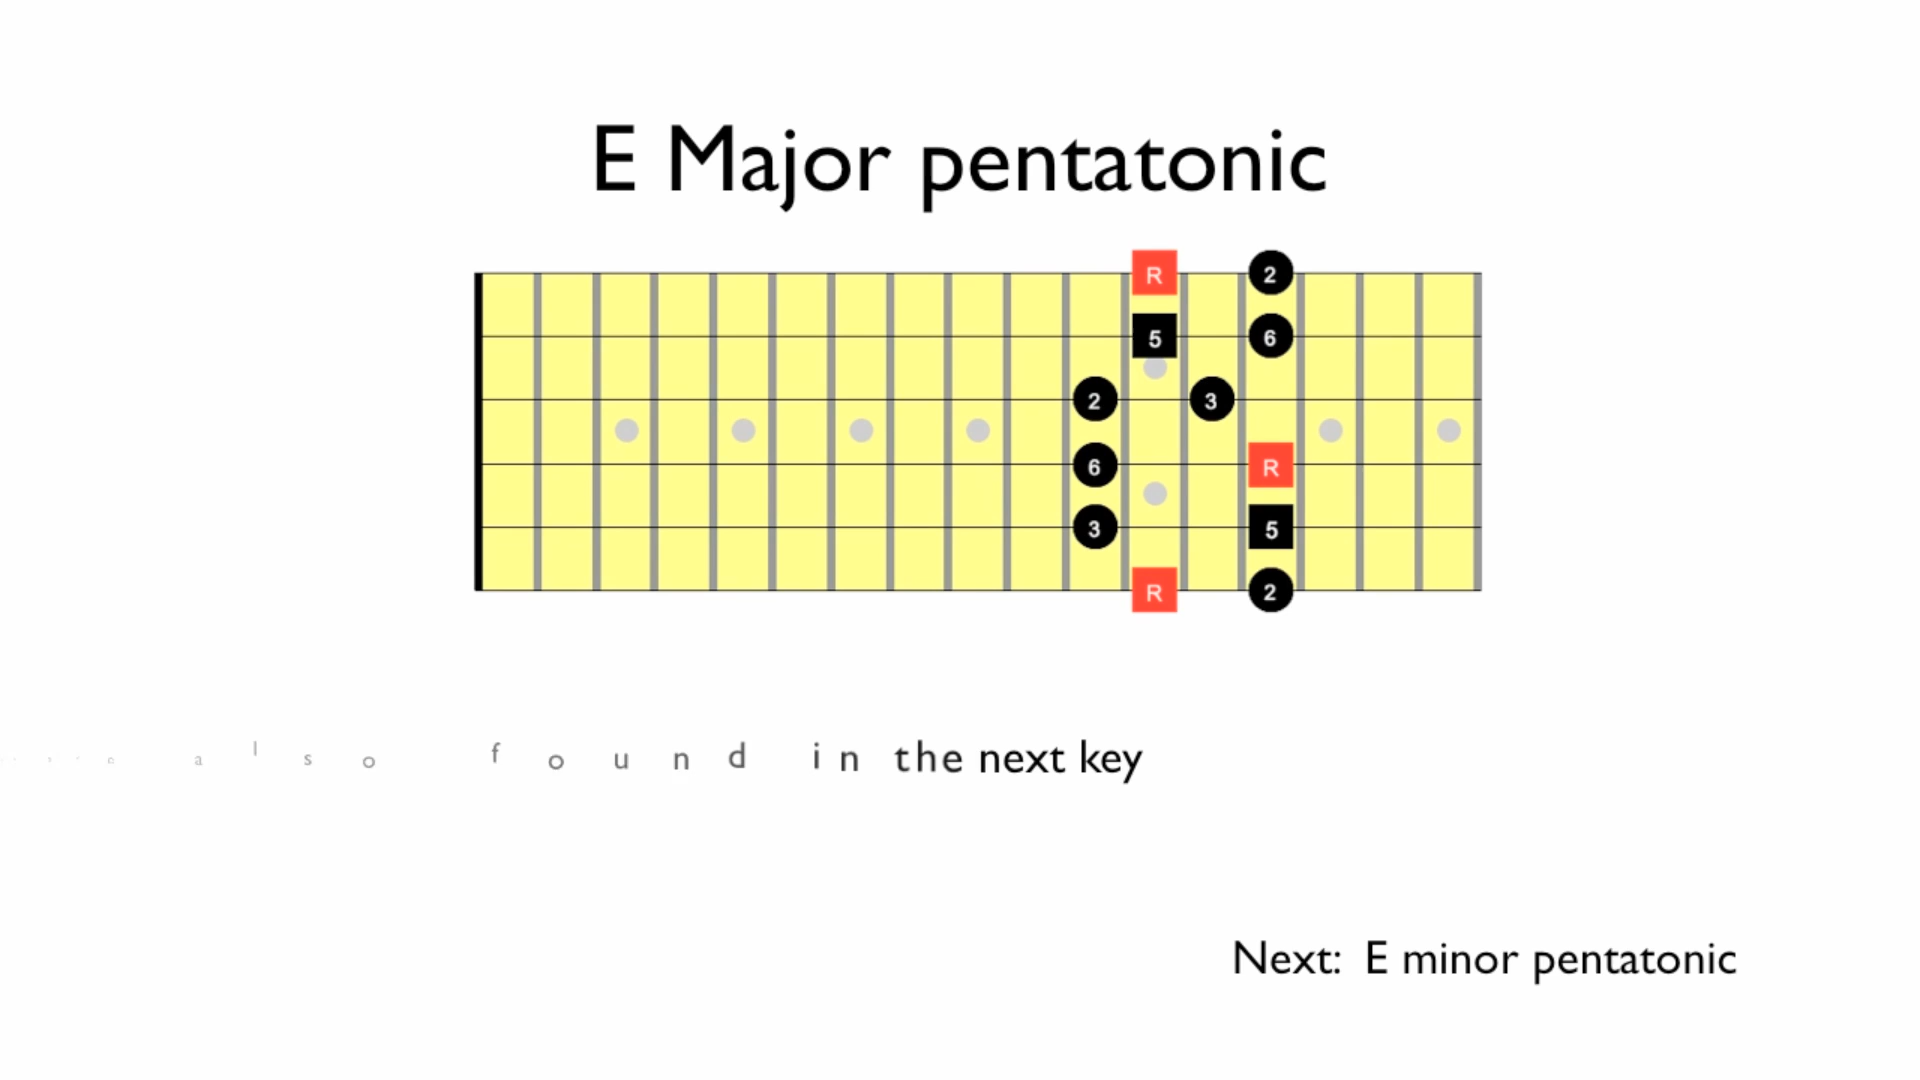 E Major pentatonic
R 2
5 6
2 3
6 R
3 5
R 2
also found in the next key
Next: E minor pentatonic